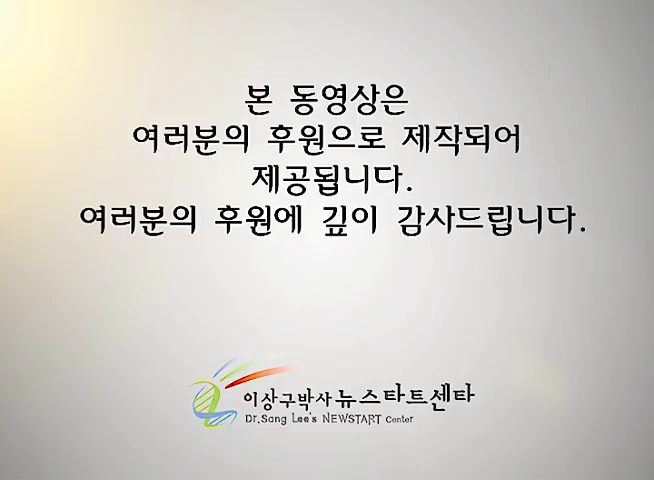 본 동영상은
여러분의 후원으로 제작되어
제공됩니다.
여러분의 후원에 깊이 감사드립니다.
이상구박사 뉴스타트센타
Dr.Sang Lee's NEWSTART Center